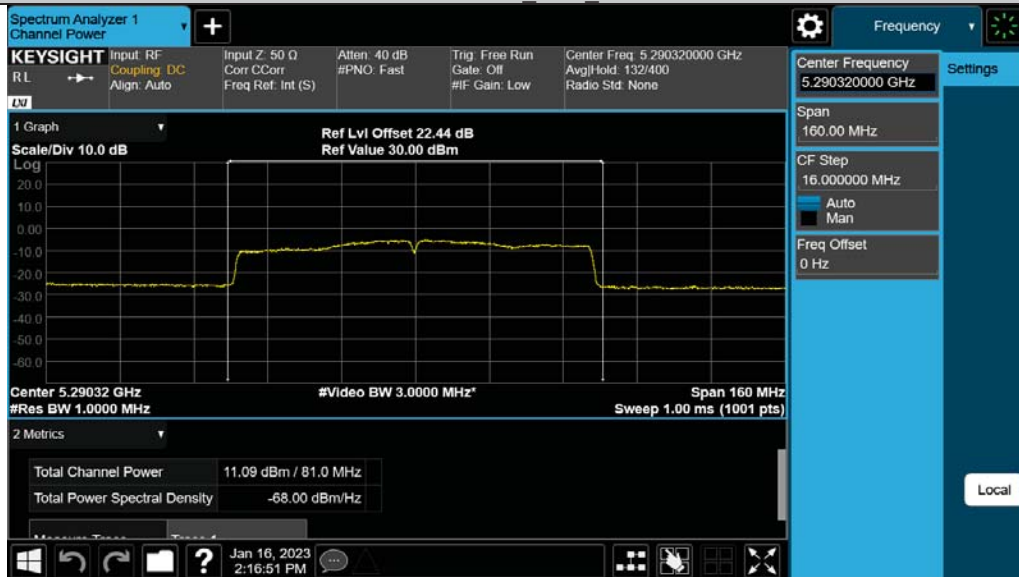 Spectrum Analyzer 1
Channel Power
+
Frequency
KEYSIGHT
RL
LXI
Input: RF
Coupling: DC
Align: Auto
Input Z: 50 Ω
Corr CCorr
Freq Ref: Int (S)
Atten: 40 dB
#PNO: Fast
Trig: Free Run
Gate: Off
#IF Gain: Low
Center Freq: 5.290320000 GHz
Avg|Hold: 132/400
Radio Std: None
Center Frequency
5.290320000 GHz
Settings
Span
160.00 MHz
CF Step
16.000000 MHz
Auto
Man
Freq Offset
0 Hz
Local
1 Graph
Scale/Div 10.0 dB
Ref Lvl Offset 22.44 dB
Ref Value 30.00 dBm
Log
20.0
10.0
0.00
-10.0
-20.0
-30.0
-40.0
-50.0
-60.0
Center 5.29032 GHz
#Video BW 3.0000 MHz*
Span 160 MHz
#Res BW 1.0000 MHz
Sweep 1.00 ms (1001 pts)
2 Metrics
Total Channel Power 11.09 dBm / 81.0 MHz
Total Power Spectral Density -68.00 dBm/Hz
?
Jan 16, 2023
2:16:51 PM